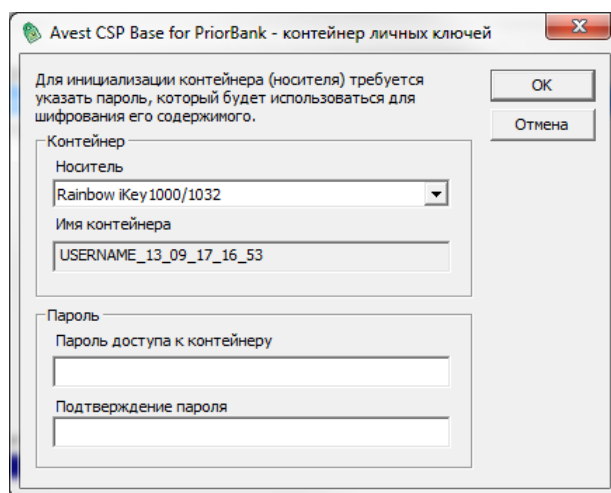 Avest CSP Base for PriorBank - контейнер личных ключей
Для инициализации контейнера (носителя) требуется
указать пароль, который будет использоваться для
шифрования его содержимого.
OK
Отмена
Контейнер
Носитель
Rainbow iKey1000/1032
Имя контейнера
USERNAME_13_09_17_16_53
Пароль
Пароль доступа к контейнеру
Подтверждение пароля